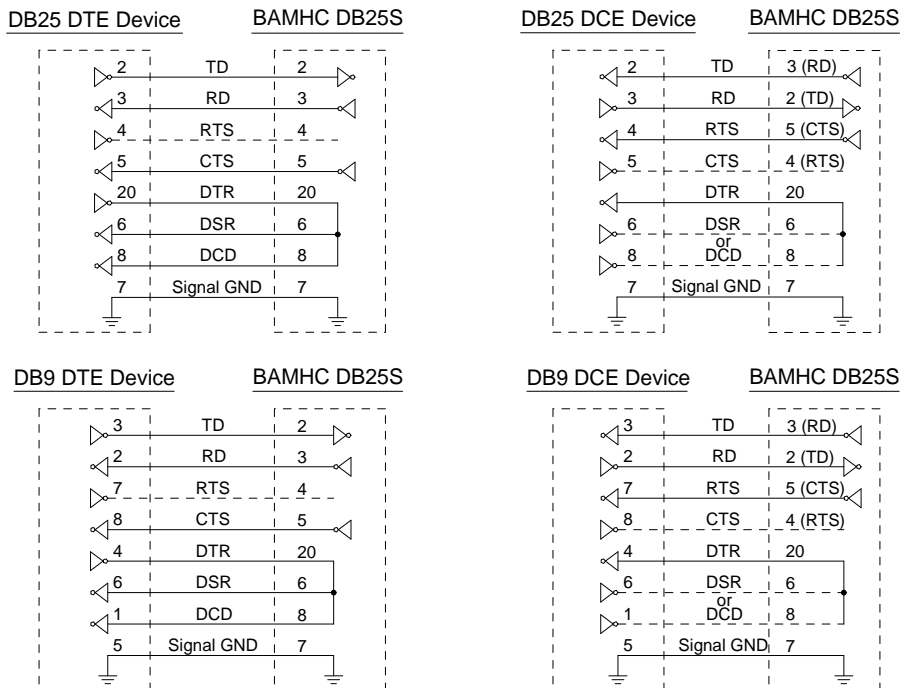 DB25 DTE Device BAMHC DB25S
2 TD 2
3 RD 3
4 RTS 4
5 CTS 5
20 DTR 20
6 DSR 6
8 DCD 8
7 Signal GND 7
DB25 DCE Device BAMHC DB25S
2 TD 3 (RD)
3 RD 2 (TD)
4 RTS 5 (CTS)
5 CTS 4 (RTS)
DTR 20
6 DSR 6
or
8 DCD 8
7 Signal GND 7
DB9 DTE Device BAMHC DB25S
3 TD 2
2 RD 3
7 RTS 4
8 CTS 5
4 DTR 20
6 DSR 6
1 DCD 8
5 Signal GND 7
DB9 DCE Device BAMHC DB25S
3 TD 3 (RD)
2 RD 2 (TD)
7 RTS 5 (CTS)
8 CTS 4 (RTS)
4 DTR 20
6 DSR 6
or
1 DCD 8
5 Signal GND 7